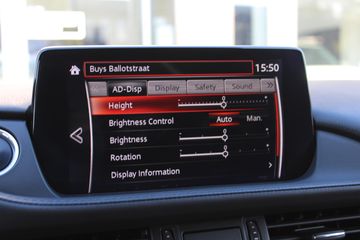 Buys Ballotstraat 15:50
AD-Disp Display Safety Sound
Height
Brightness Control Auto Man.
Brightness
Rotation
Display Information